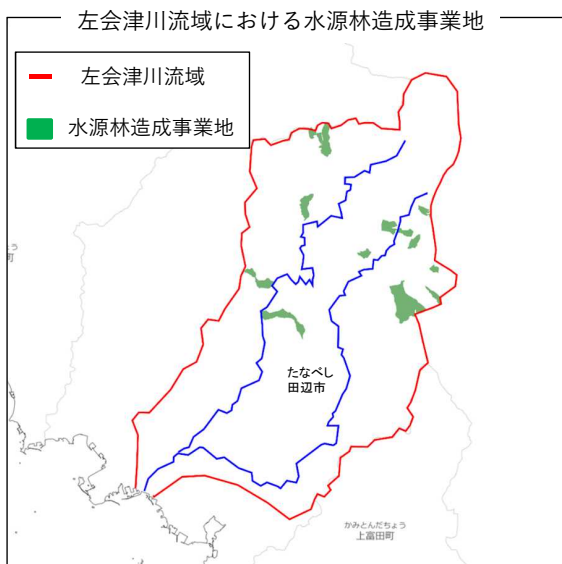 左会津川流域における水源林造成事業地
左会津川流域
水源林造成事業地
たなべし
田辺市
かみとんだちょう
上富田町
町